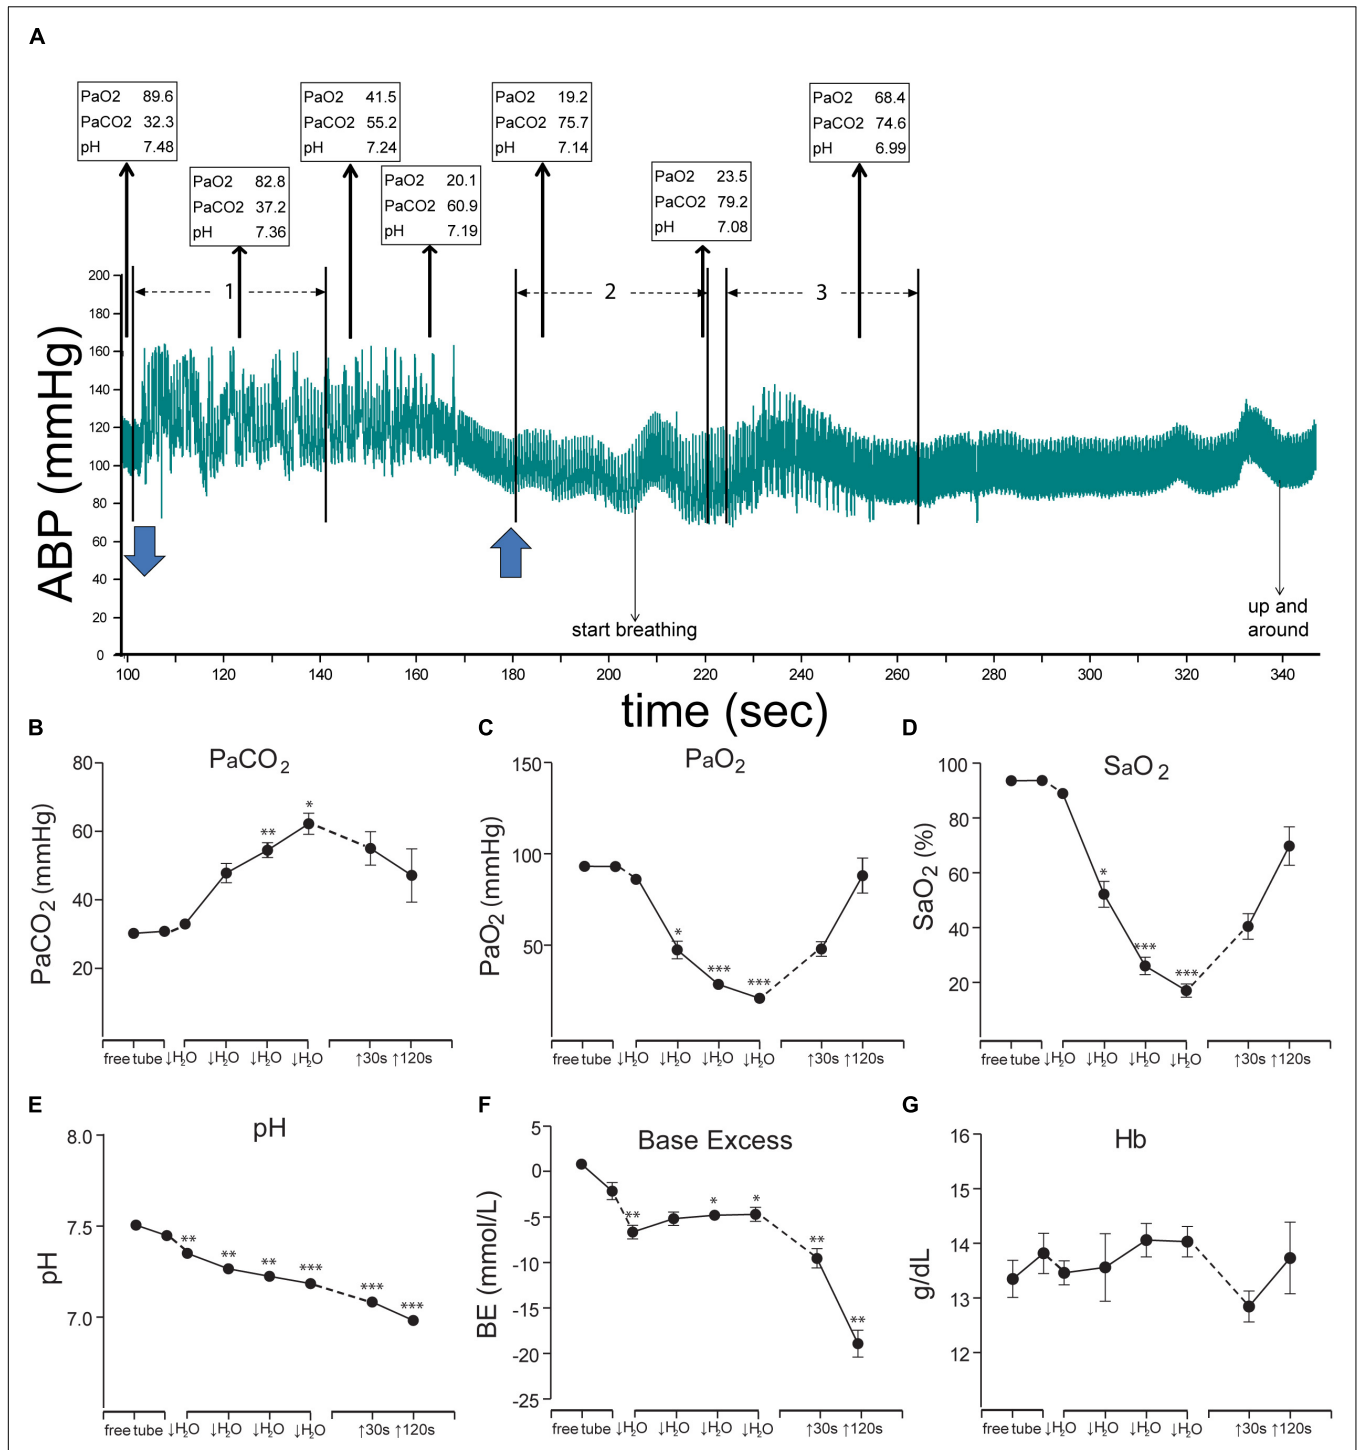 A
PaO2 89.6
PaCO2 32.3
pH 7.48
PaO2 41.5
PaCO2 55.2
pH 7.24
PaO2 19.2
PaCO2 75.7
pH 7.14
PaO2 68.4
PaCO2 74.6
pH 6.99
PaO2 82.8
PaCO2 37.2
pH 7.36
PaO2 20.1
PaCO2 60.9
pH 7.19
PaO2 23.5
PaCO2 79.2
pH 7.08
1
2
3
ABP (mmHg)
200
180
160
140
120
100
80
60
40
20
0
start breathing
up and
around
100 120 140 160 180 200 220 240 260 280 300 320 340
time (sec)
B
PaCO2
PaCO2 (mmHg)
80
60
40
20
** *
free tube ↓H2O ↓H2O ↓H2O ↓H2O ↑30s ↑120s
C
PaO2
PaO2 (mmHg)
150
100
50
* *** ***
free tube ↓H2O ↓H2O ↓H2O ↓H2O ↑30s ↑120s
D
SaO2
SaO2 (%)
100
80
60
40
20
* *** ***
free tube ↓H2O ↓H2O ↓H2O ↓H2O ↑30s ↑120s
E
pH
pH
8.0
7.5
7.0
** ** ** *** *** ***
free tube ↓H2O ↓H2O ↓H2O ↓H2O ↑30s ↑120s
F
Base Excess
BE (mmol/L)
5
0
-5
-10
-15
-20
-25
** * * ** **
free tube ↓H2O ↓H2O ↓H2O ↓H2O ↑30s ↑120s
G
Hb
g/dL
16
15
14
13
12
free tube ↓H2O ↓H2O ↓H2O ↓H2O ↑30s ↑120s